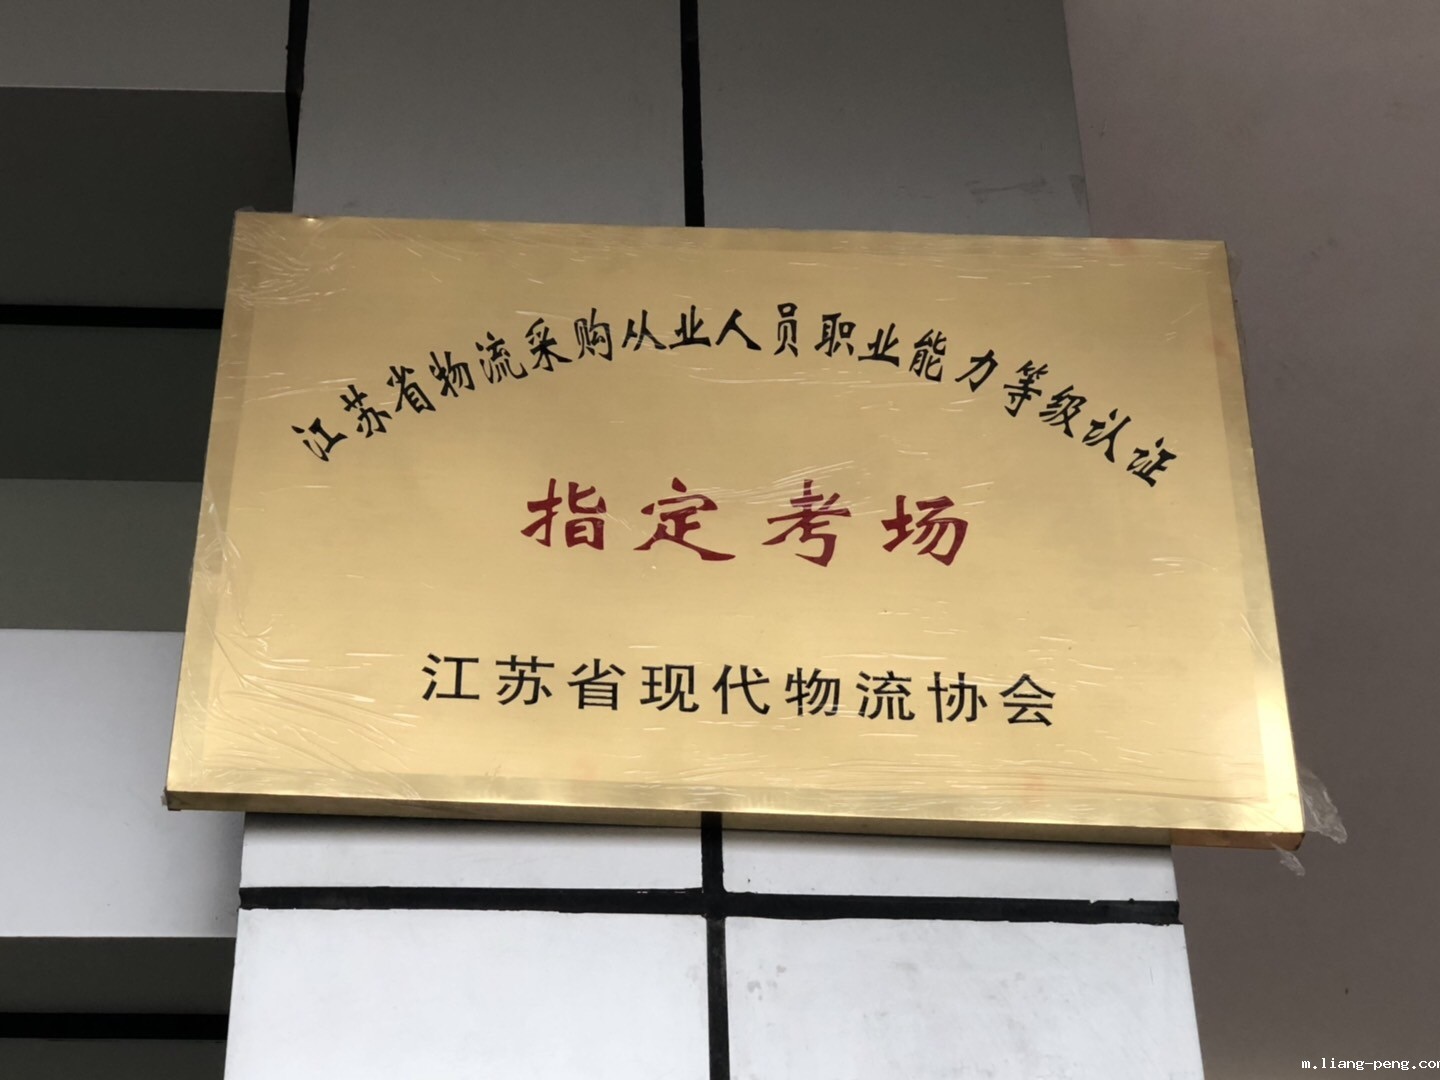 江苏省物流采购从业人员职业能力等级认证
指定考场
江苏省现代物流协会
m.liang-peng.com